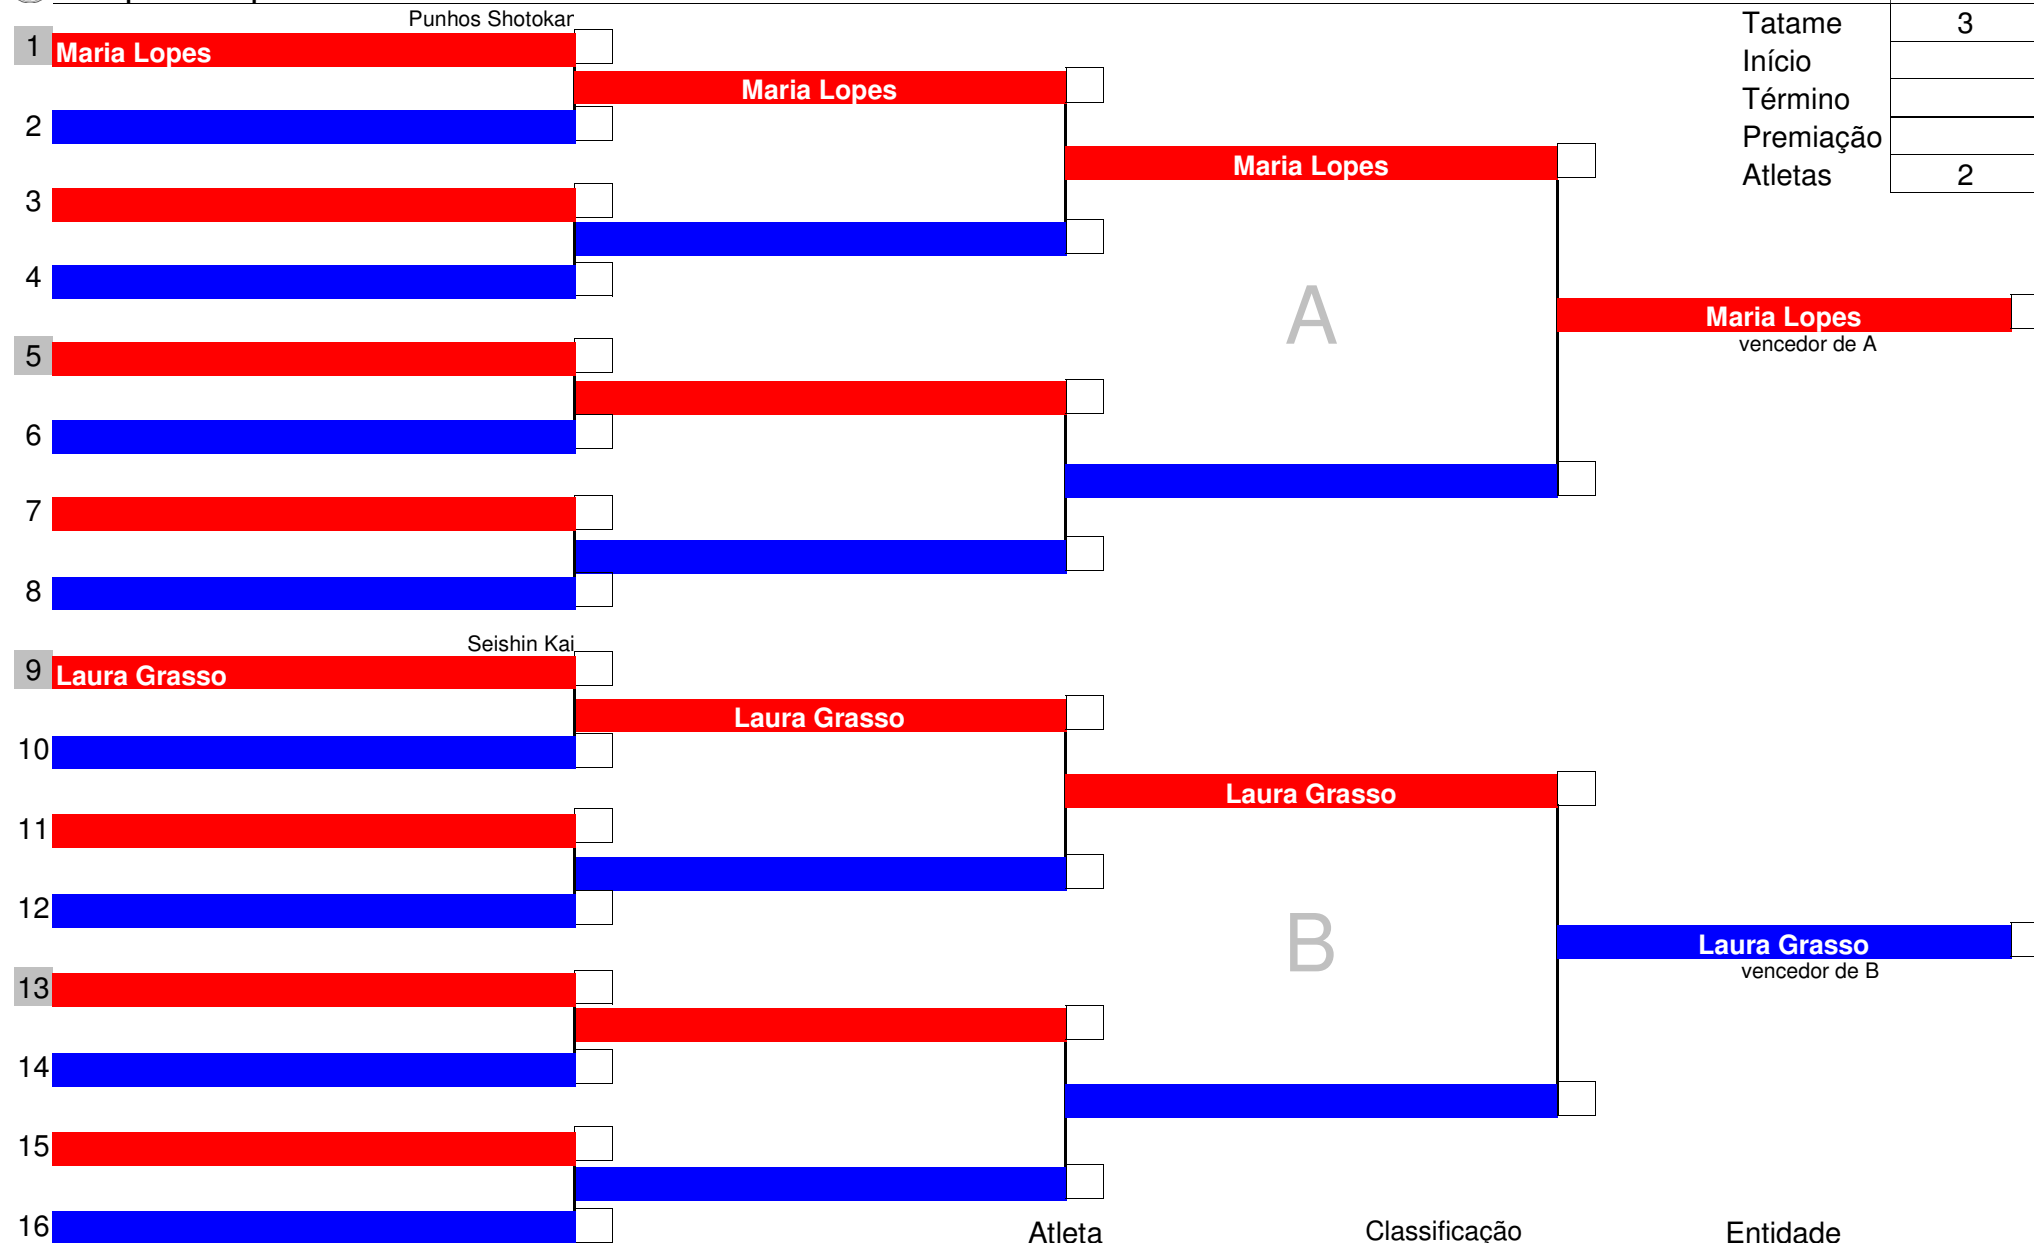 Punhos Shotokan
Tatame 3
1 Maria Lopes
Início
Maria Lopes
Término
2
Premiação
Maria Lopes
Atletas 2
3
4
A
Maria Lopes
vencedor de A
5
6
7
8
Seishin Kai
9 Laura Grasso
Laura Grasso
10
Laura Grasso
11
12
B
Laura Grasso
vencedor de B
13
14
15
16
Atleta Classificação Entidade